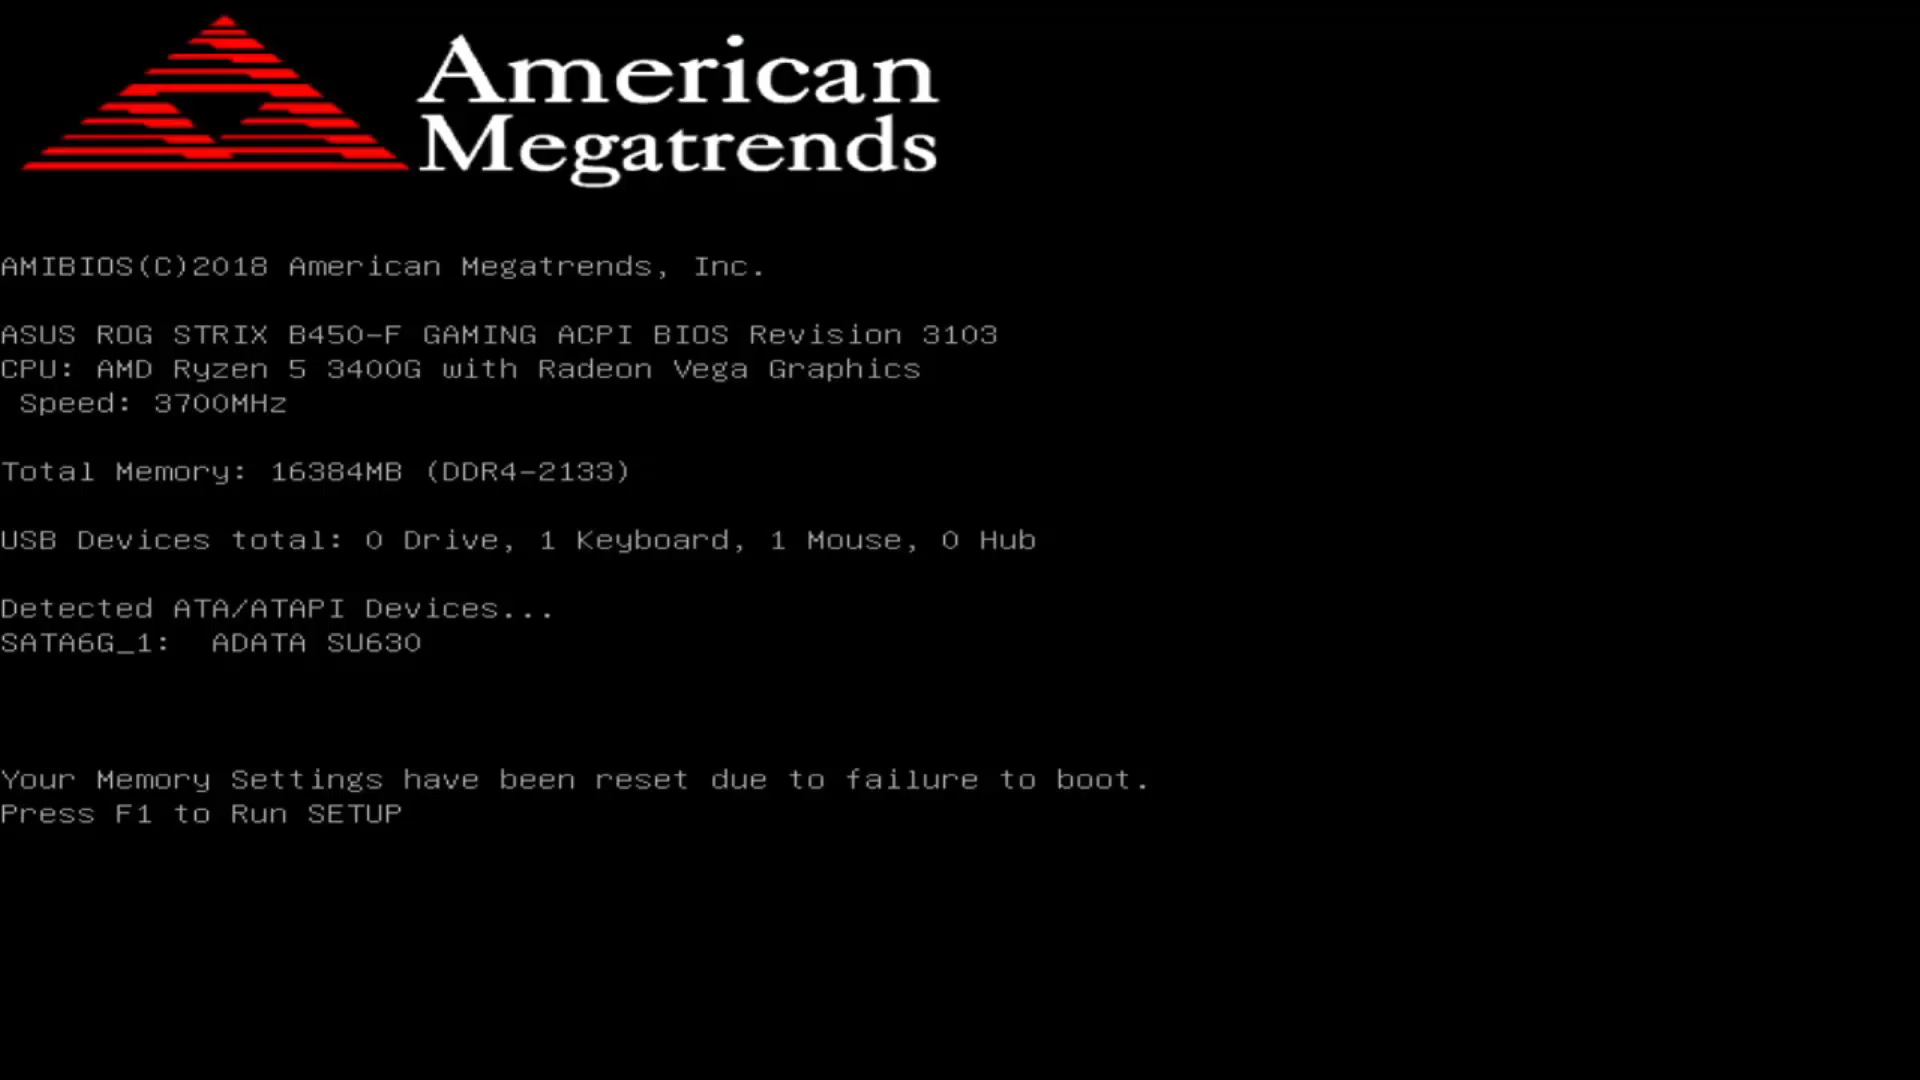 American
Megatrends
AMIBIOS(C)2018 American Megatrends, Inc.
ASUS ROG STRIX B450-F GAMING ACPI BIOS Revision 3103
CPU: AMD Ryzen 5 3400G with Radeon Vega Graphics
Speed: 3700MHz
Total Memory: 16384MB (DDR4-2133)
USB Devices total: 0 Drive, 1 Keyboard, 1 Mouse, 0 Hub
Detected ATA/ATAPI Devices...
SATA6G_1: ADATA SU630
Your Memory Settings have been reset due to failure to boot.
Press F1 to Run SETUP